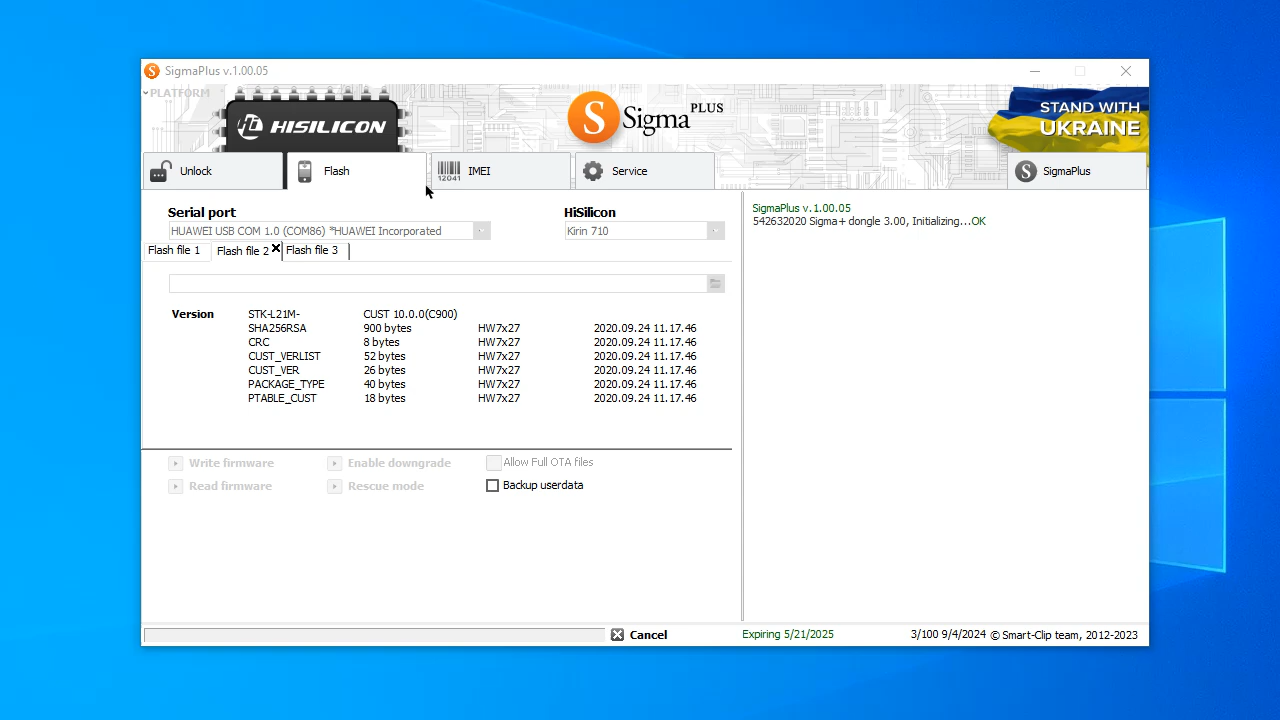 SigmaPlus v.1.00.05
PLATFORM
HISILICON
S Sigma PLUS
STAND WITH
UKRAINE
Unlock
Flash
12041 IMEI
Service
S SigmaPlus
Serial port HiSilicon
HUAWEI USB COM 1.0 (COM86) *HUAWEI Incorporated Kirin 710
Flash file 1 Flash file 2 Flash file 3
Version STK-L21M- CUST 10.0.0(C900)
SHA256RSA 900 bytes HW7x27 2020.09.24 11.17.46
CRC 8 bytes HW7x27 2020.09.24 11.17.46
CUST_VERLIST 52 bytes HW7x27 2020.09.24 11.17.46
CUST_VER 26 bytes HW7x27 2020.09.24 11.17.46
PACKAGE_TYPE 40 bytes HW7x27 2020.09.24 11.17.46
PTABLE_CUST 18 bytes HW7x27 2020.09.24 11.17.46
Write firmware Enable downgrade Allow Full OTA files
Read firmware Rescue mode Backup userdata
SigmaPlus v.1.00.05
542632020 Sigma+ dongle 3.00, Initializing...OK
Cancel Expiring 5/21/2025 3/100 9/4/2024 © Smart-Clip team, 2012-2023